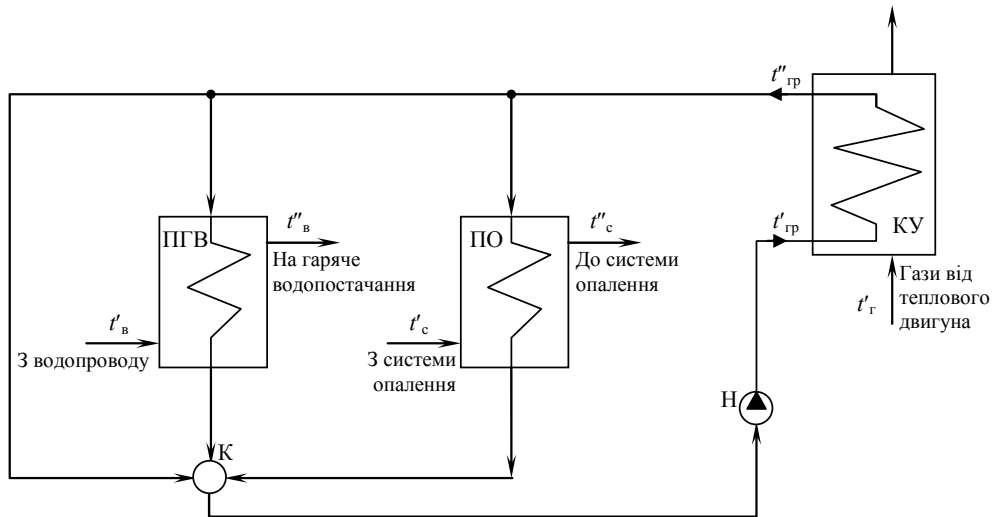 t″гр
ПГВ
t″в
На гаряче
водопостачання
t′в
З водопроводу
ПО
t″с
До системи
опалення
t′с
З системи
опалення
t′гр
КУ
Гази від
теплового
двигуна
t′г
Н
К